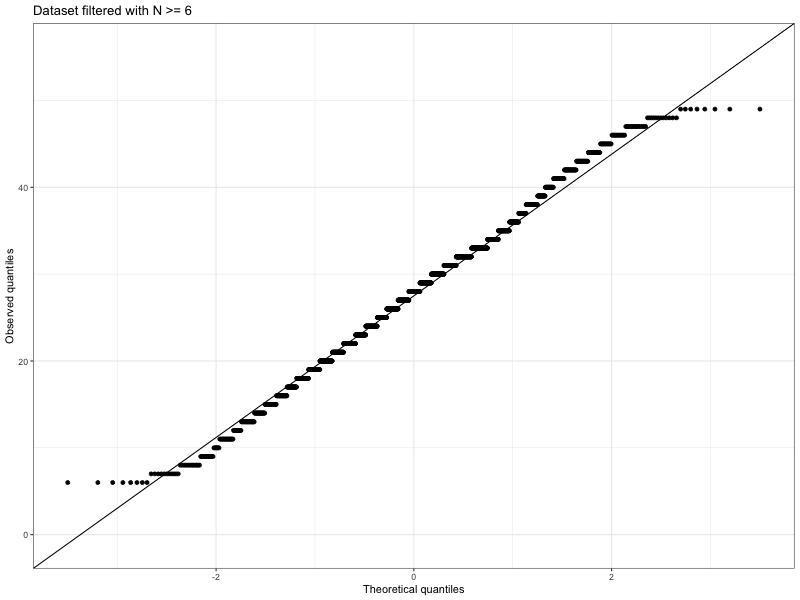 Dataset filtered with N >= 6
Observed quantiles
40
20
0
-2
0
2
Theoretical quantiles